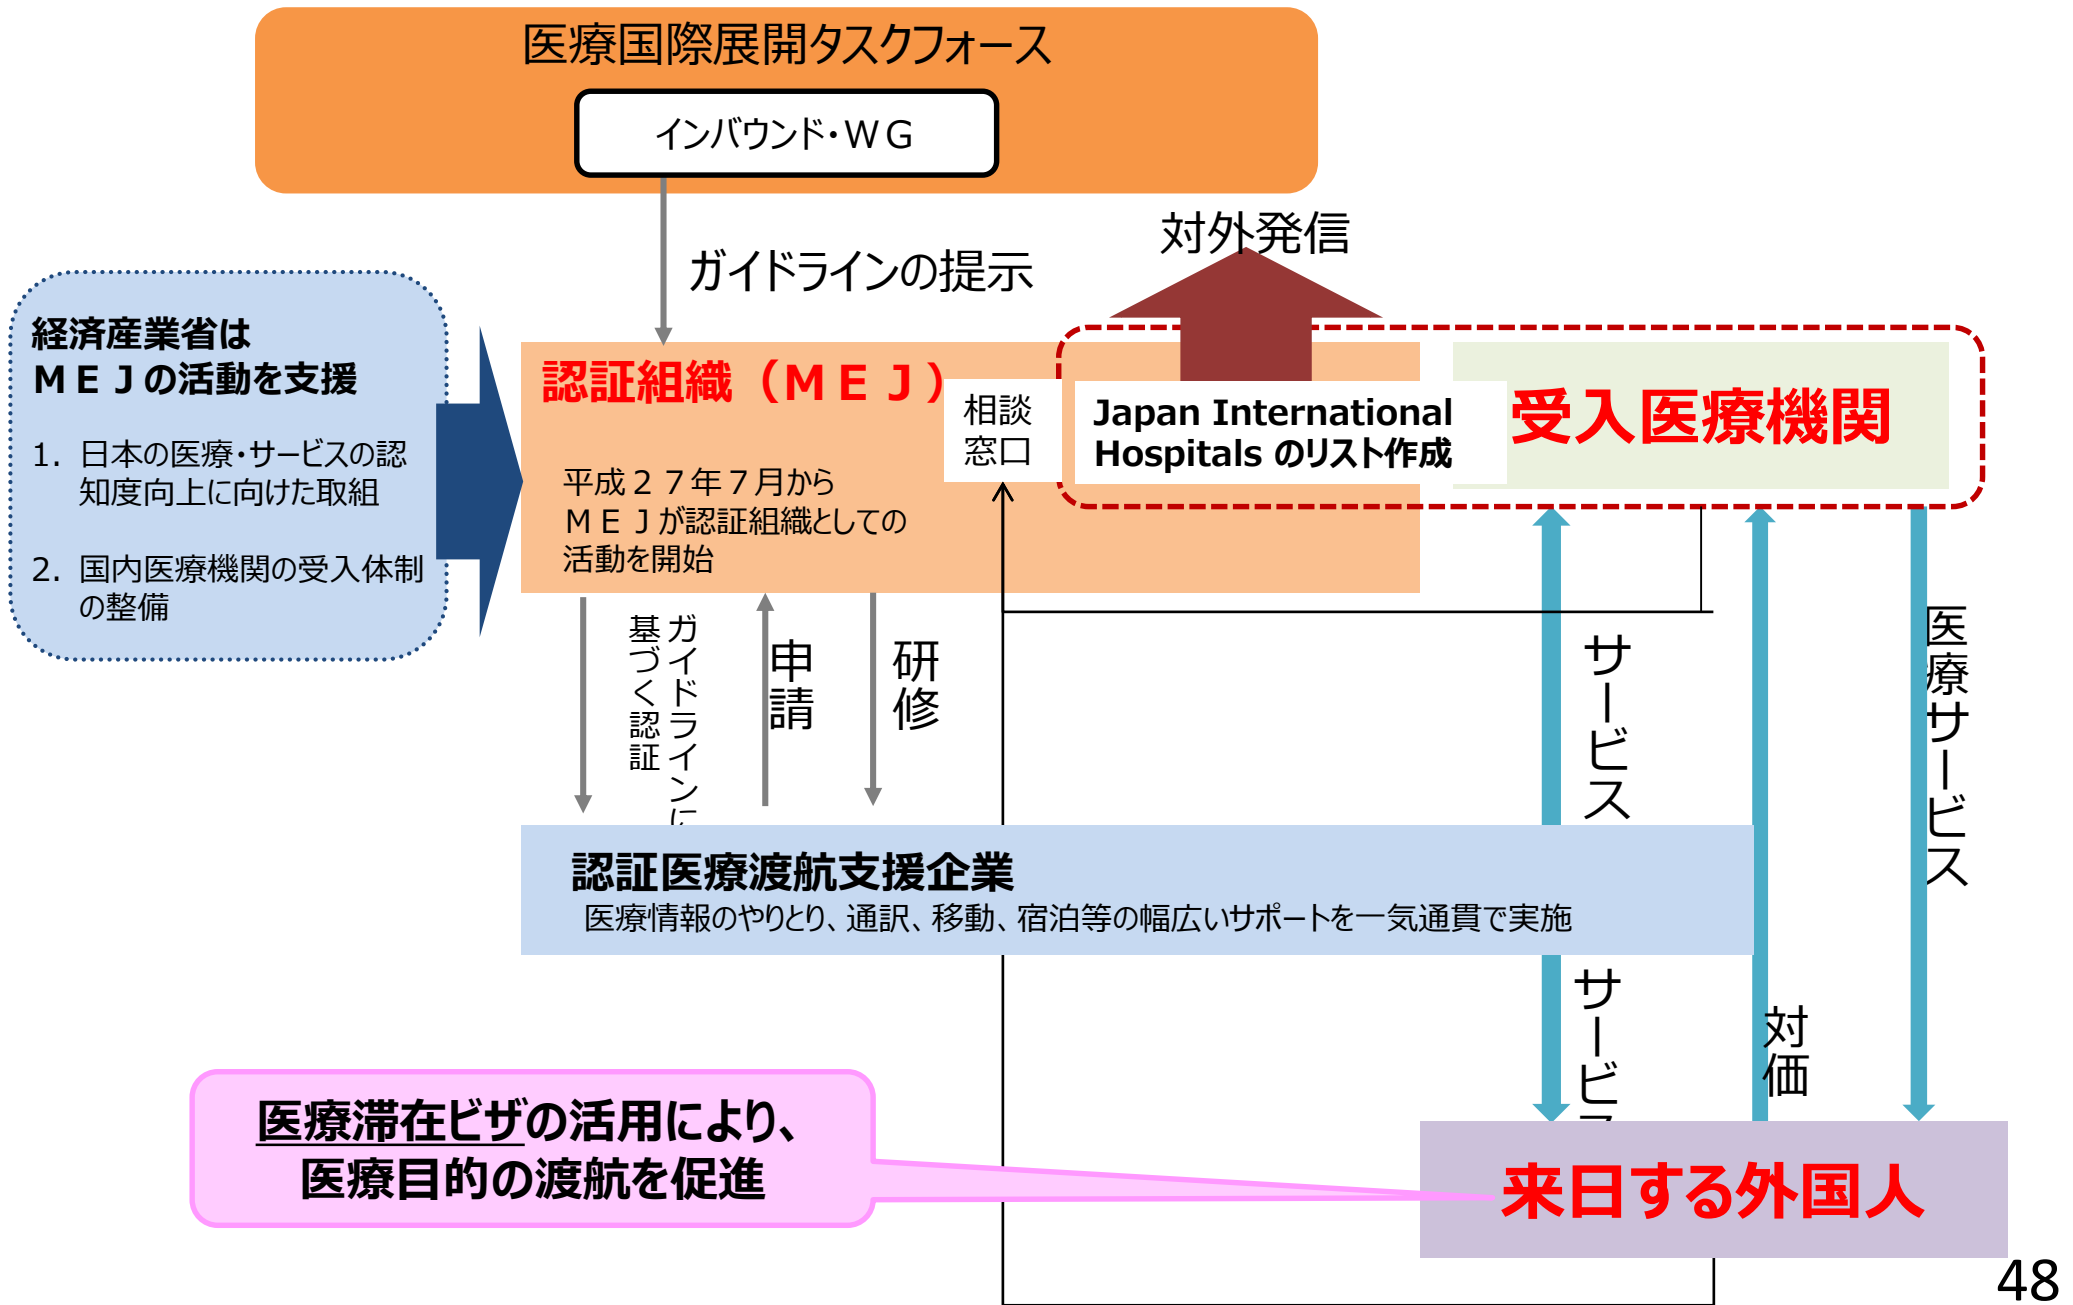 医療国際展開タスクフォース
インバウンド・ＷＧ
対外発信
ガイドラインの提示
経済産業省は
ＭＥＪの活動を支援
1. 日本の医療・サービスの認
知度向上に向けた取組
2. 国内医療機関の受入体制
の整備
認証組織（ＭＥＪ）
平成２７年７月から
ＭＥＪが認証組織としての
活動を開始
相談
窓口
Japan International
Hospitals のリスト作成
受入医療機関
ガイドラインに
基づく認証
申請
研修
サービス
医療サービス
認証医療渡航支援企業
医療情報のやりとり、通訳、移動、宿泊等の幅広いサポートを一気通貫で実施
サービス
対価
医療滞在ビザの活用により、
医療目的の渡航を促進
来日する外国人
48